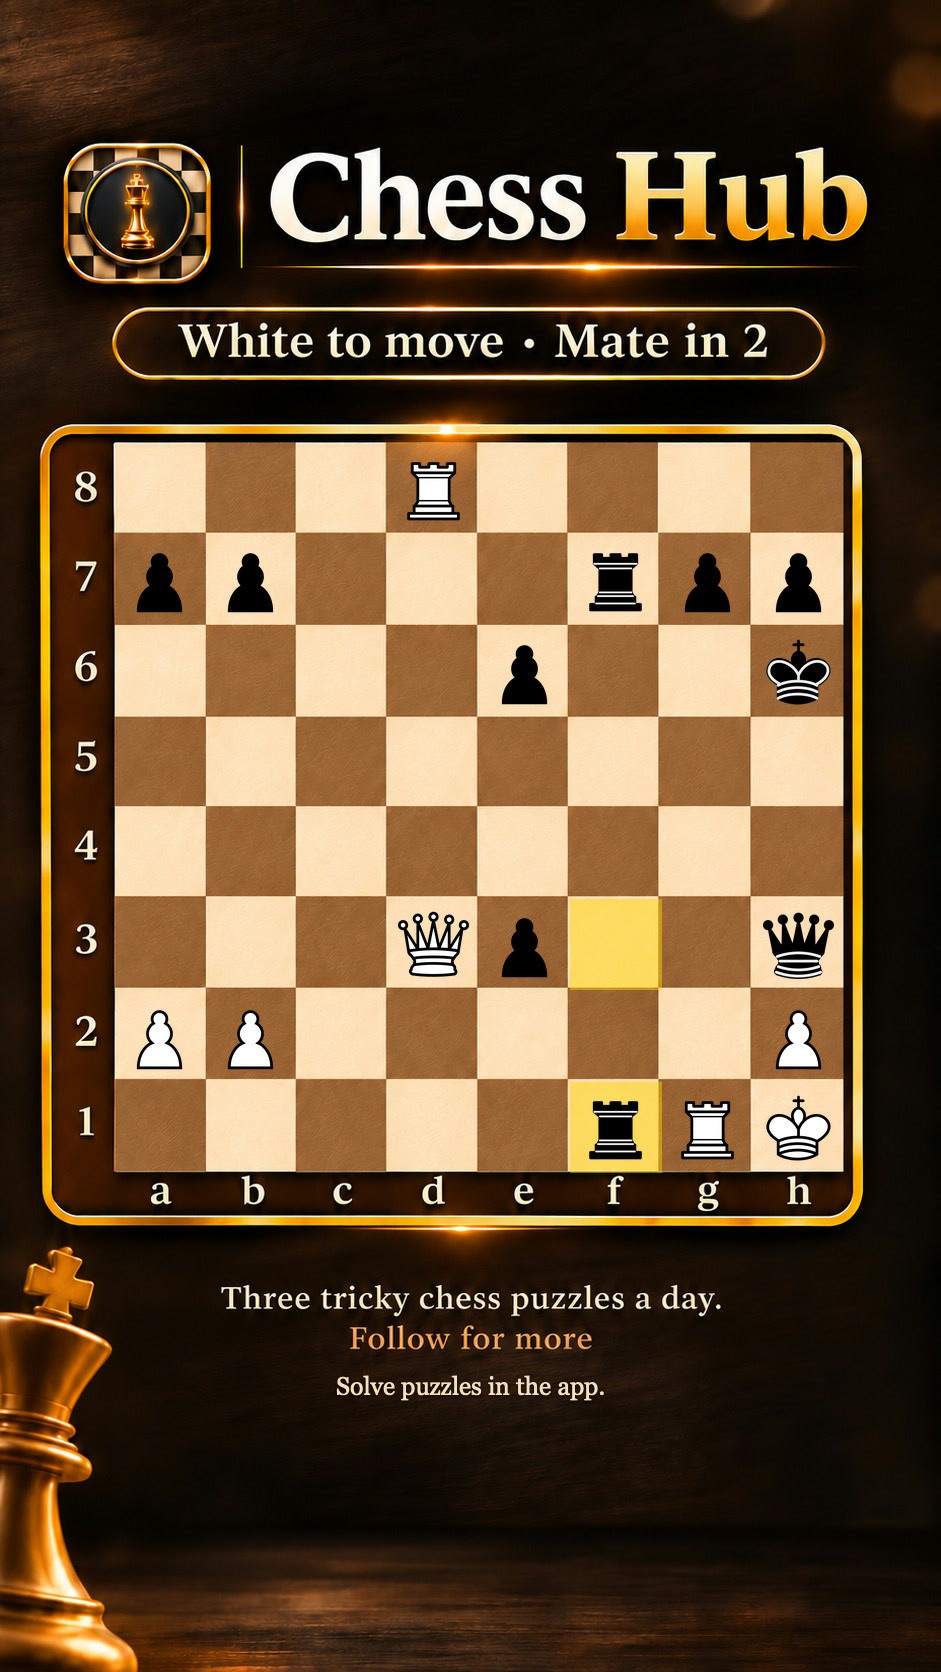 Chess Hub
White to move · Mate in 2
8
7
6
5
4
3
2
1
a b c d e f g h
Three tricky chess puzzles a day.
Follow for more
Solve puzzles in the app.